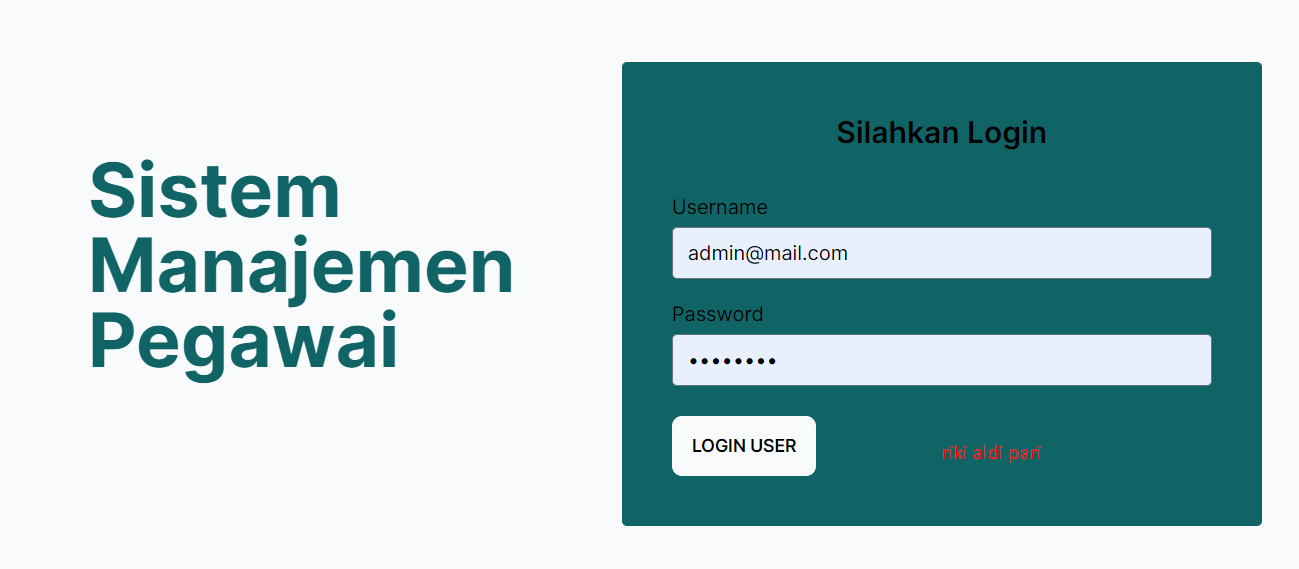 Sistem
Manajemen
Pegawai
Silahkan Login
Username
admin@mail.com
Password
••••••••
LOGIN USER
riki aldi pari